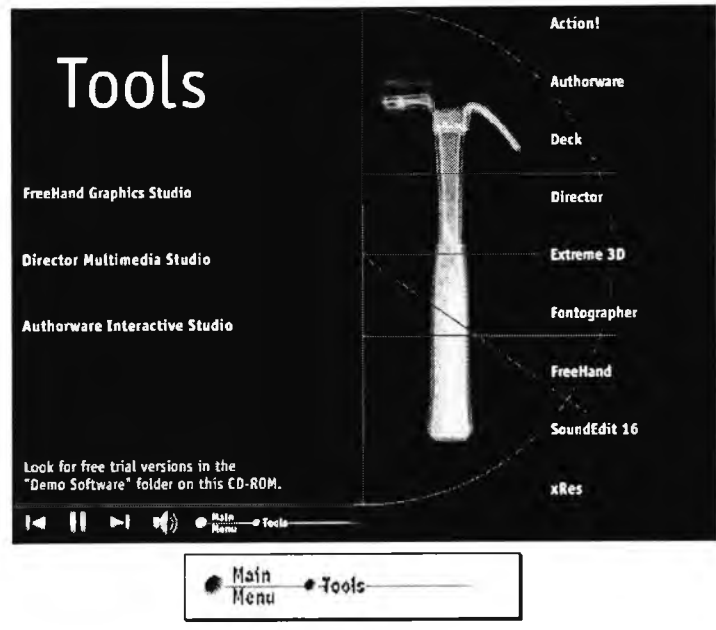 Tools
FreeHand Graphics Studio
Director Multimedia Studio
Authorware Interactive Studio
Look for free trial versions in the
"Demo Software" folder on this CD-ROM.
Action!
Authorware
Deck
Director
Extreme 3D
Fontographer
FreeHand
SoundEdit 16
xRes
Main
Menu
Tools
Main
Menu
Tools